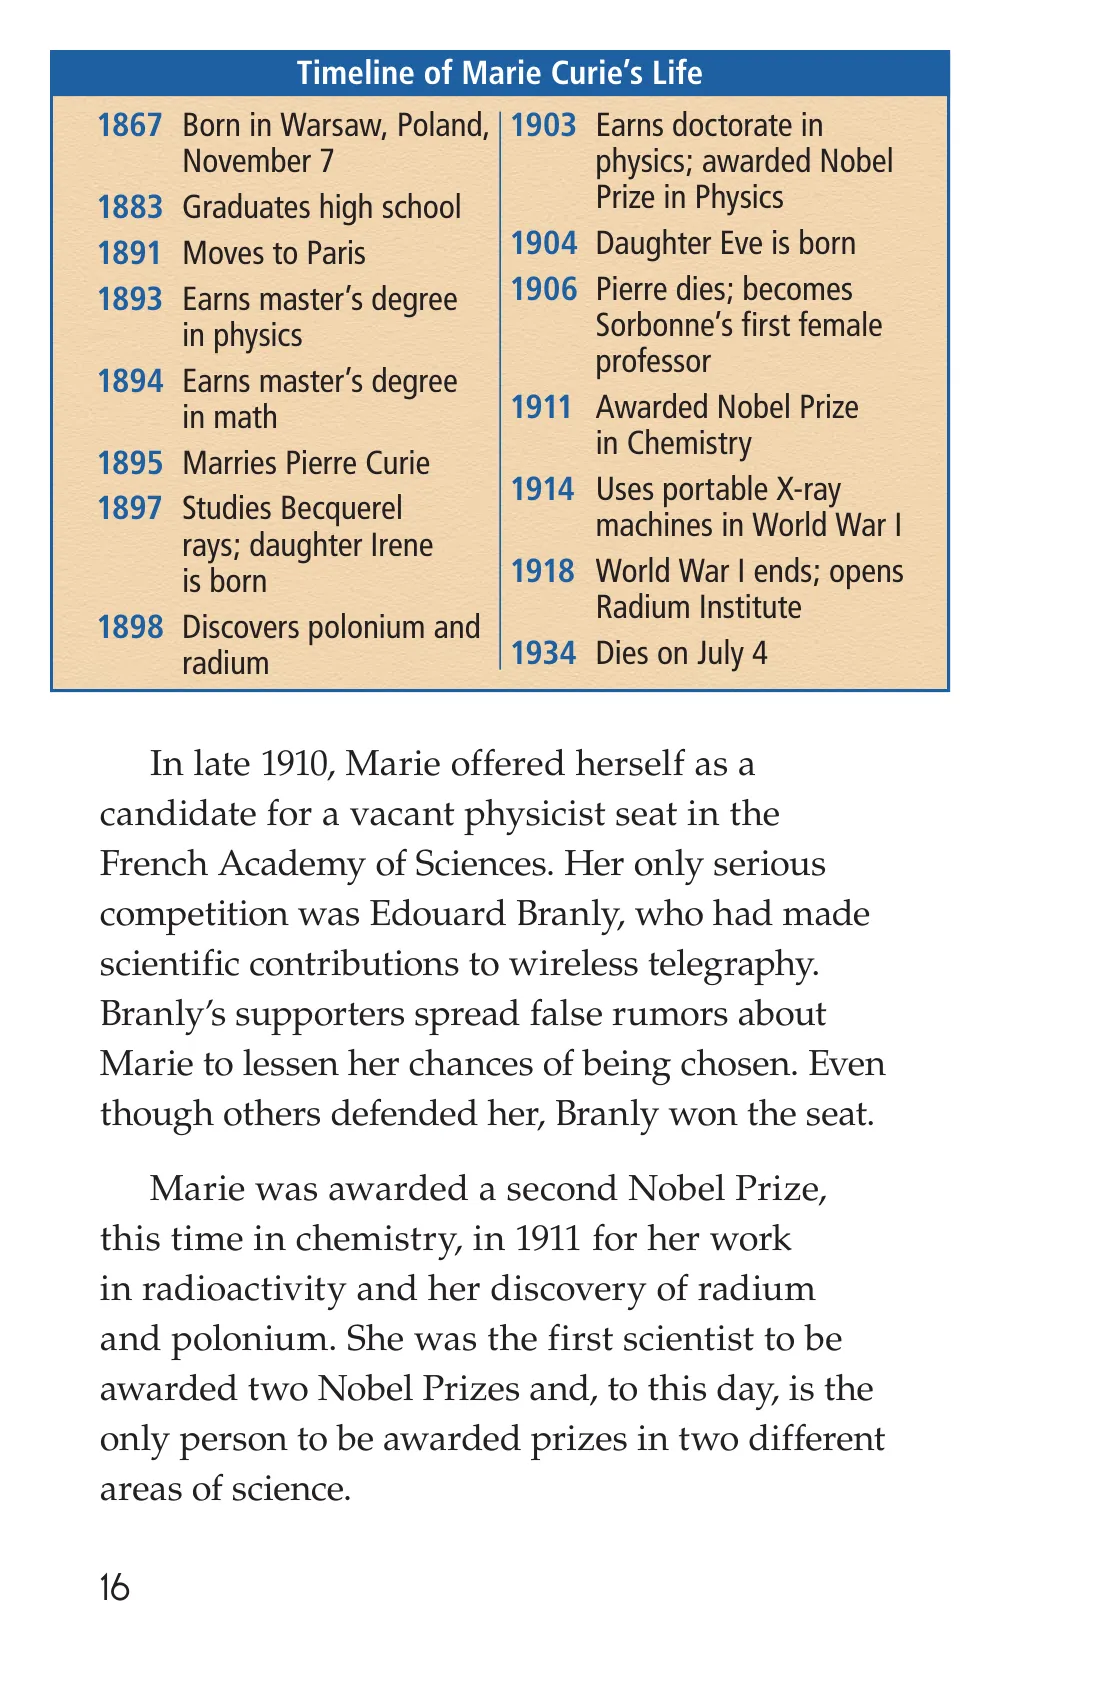 Timeline of Marie Curie’s Life
1867 Born in Warsaw, Poland,
November 7
1883 Graduates high school
1891 Moves to Paris
1893 Earns master’s degree
in physics
1894 Earns master’s degree
in math
1895 Marries Pierre Curie
1897 Studies Becquerel
rays; daughter Irene
is born
1898 Discovers polonium and
radium
1903 Earns doctorate in
physics; awarded Nobel
Prize in Physics
1904 Daughter Eve is born
1906 Pierre dies; becomes
Sorbonne’s first female
professor
1911 Awarded Nobel Prize
in Chemistry
1914 Uses portable X-ray
machines in World War I
1918 World War I ends; opens
Radium Institute
1934 Dies on July 4
In late 1910, Marie offered herself as a
candidate for a vacant physicist seat in the
French Academy of Sciences. Her only serious
competition was Edouard Branly, who had made
scientific contributions to wireless telegraphy.
Branly’s supporters spread false rumors about
Marie to lessen her chances of being chosen. Even
though others defended her, Branly won the seat.
Marie was awarded a second Nobel Prize,
this time in chemistry, in 1911 for her work
in radioactivity and her discovery of radium
and polonium. She was the first scientist to be
awarded two Nobel Prizes and, to this day, is the
only person to be awarded prizes in two different
areas of science.
16